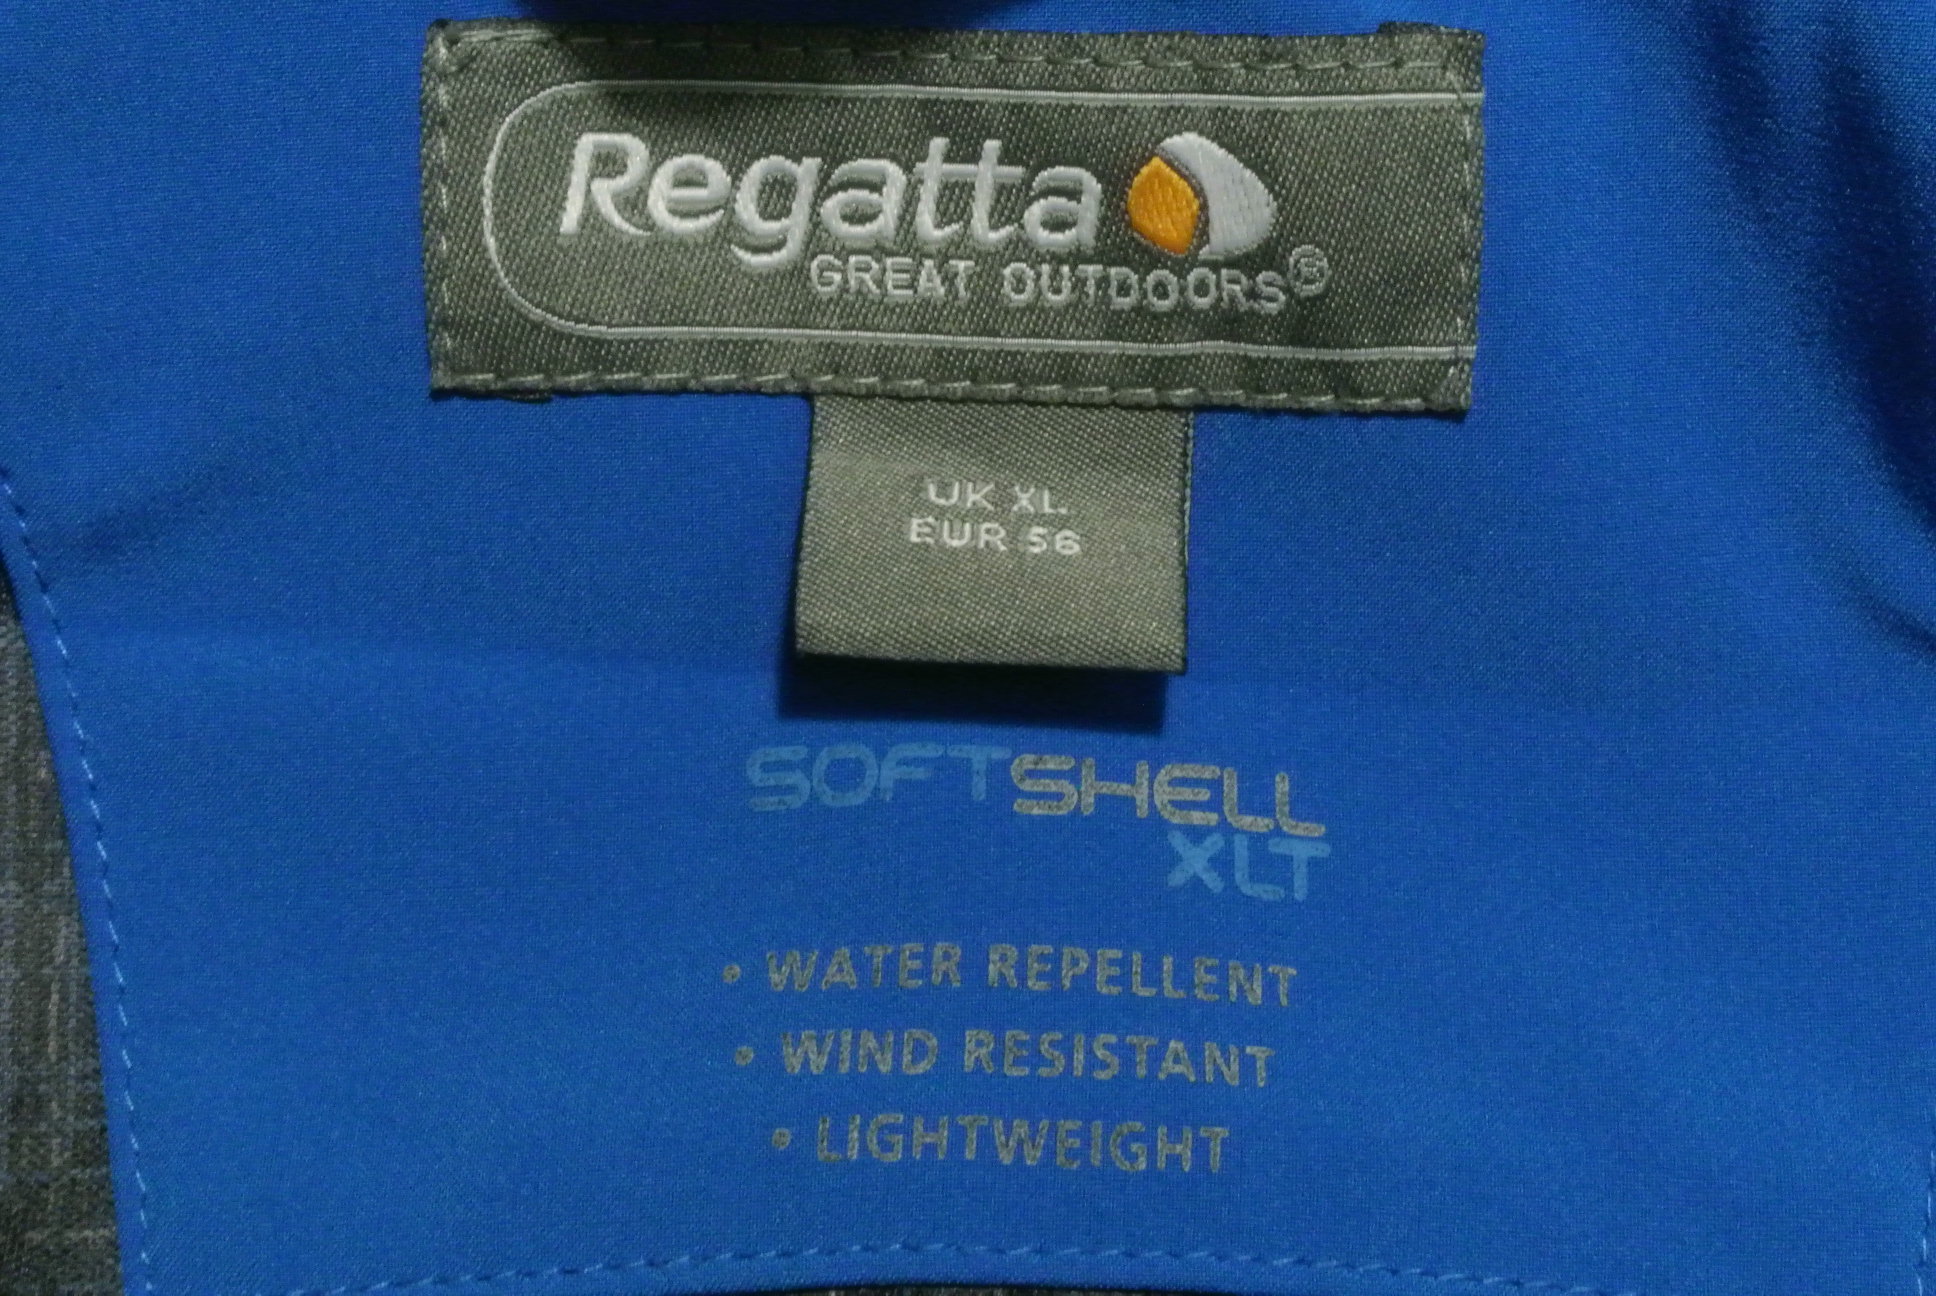 Regatta
GREAT OUTDOORS®
UK XL
EUR 56
SOFTSHELL
XLT
• WATER REPELLENT
• WIND RESISTANT
• LIGHTWEIGHT